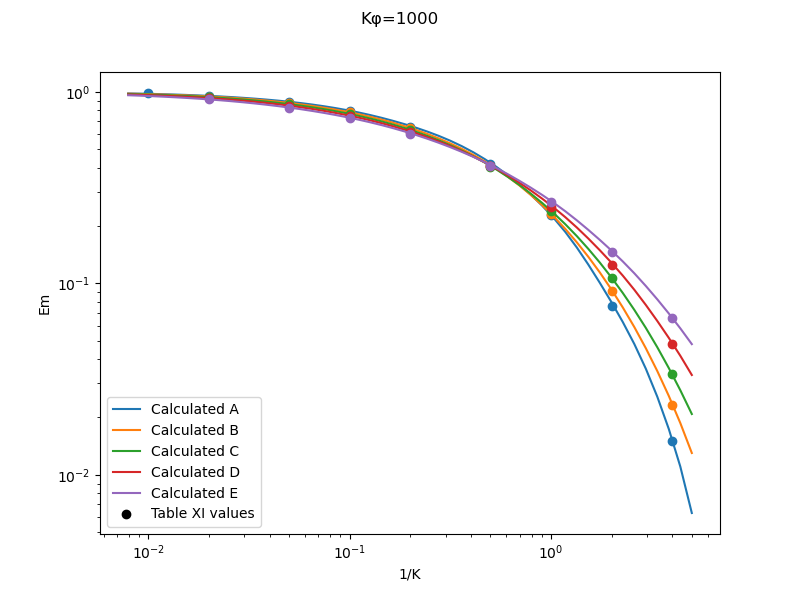 Kφ=1000
10⁰
10⁻¹
10⁻²
Em
Calculated A
Calculated B
Calculated C
Calculated D
Calculated E
Table XI values
10⁻² 10⁻¹ 10⁰
1/K